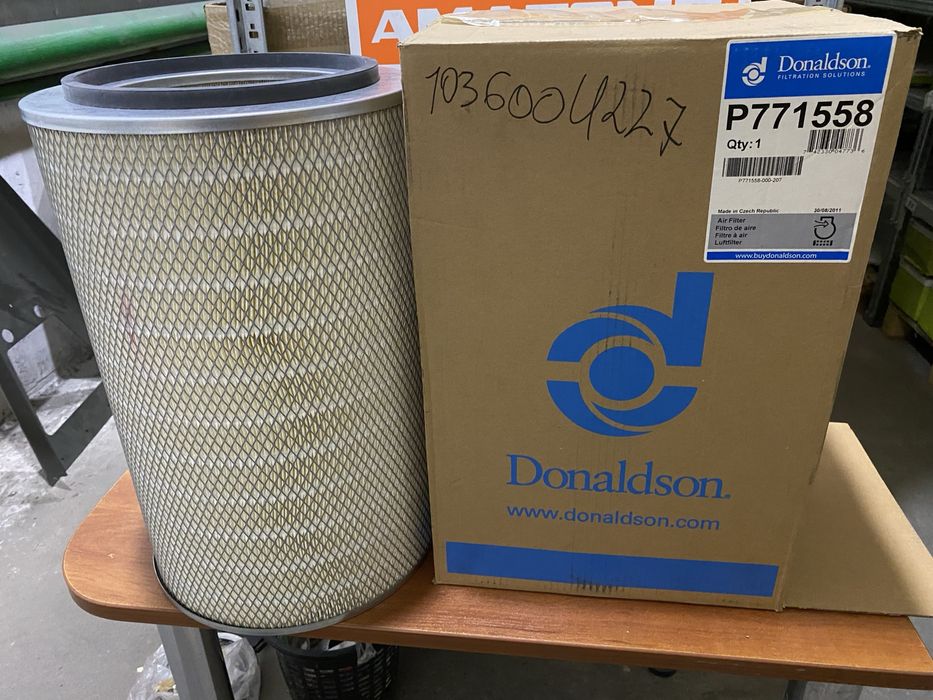 AMAZONE
1036004227
Donaldson.
FILTRATION SOLUTIONS
P771558
Qty: 1
P771558-000-207
Made in Czech Republic 30/08/2011
Air Filter
Filtro de aire
Filtre à air
Luftfilter
www.buydonaldson.com
Donaldson.
www.donaldson.com